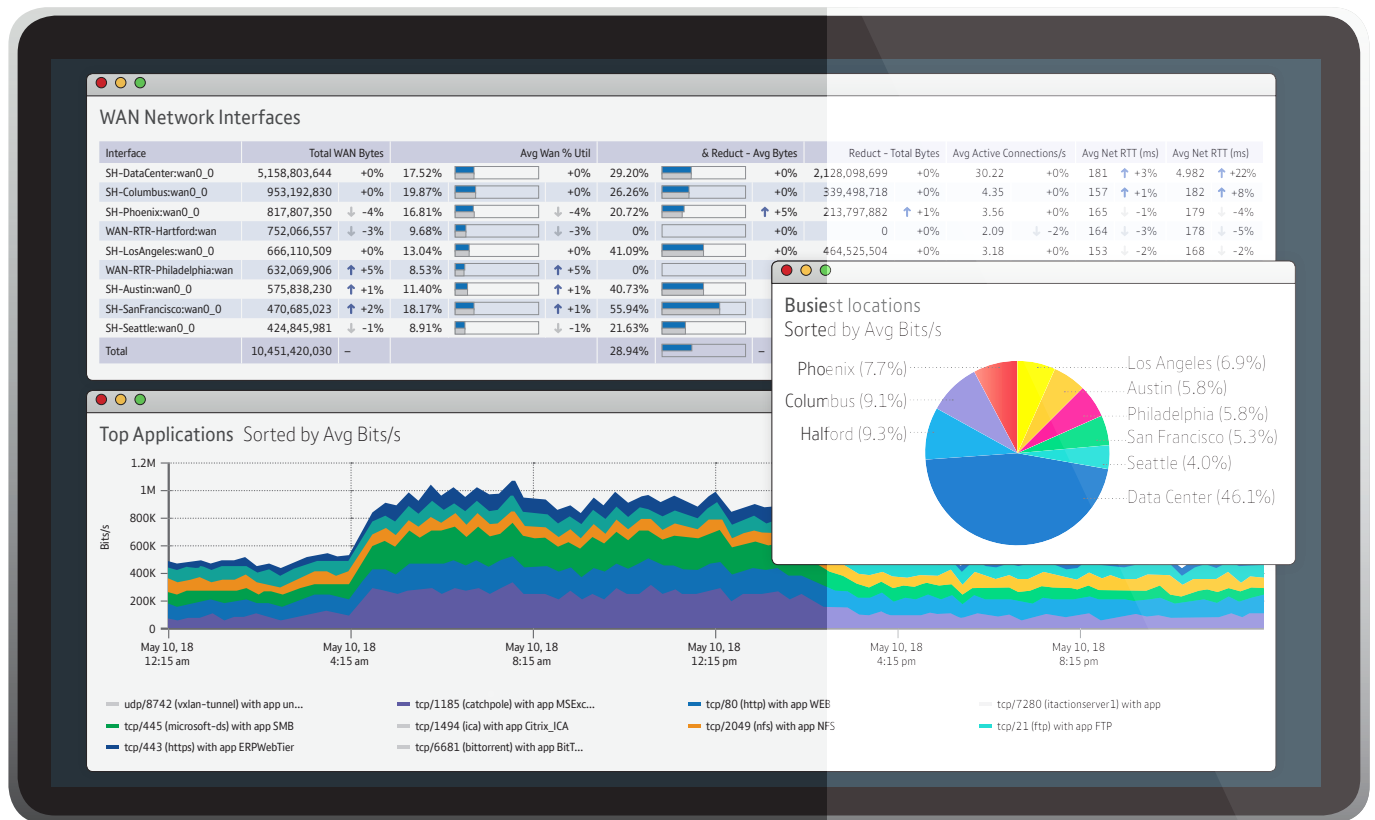 WAN Network Interfaces
Interface Total WAN Bytes Avg Wan % Util & Reduct - Avg Bytes Reduct - Total Bytes Avg Active Connections/s Avg Net RTT (ms) Avg Net RTT (ms)
SH-DataCenter:wan0_0 5,158,803,644 +0% 17.52% +0% 29.20% +0% 2,128,098,699 +0% 30.22 +0% 181 ↑ +3% 4.982 ↑ +22%
SH-Columbus:wan0_0 953,192,830 +0% 19.87% +0% 26.26% +0% 339,498,718 +0% 4.35 +0% 157 ↑ +1% 182 ↑ +8%
SH-Phoenix:wan0_0 817,807,350 ↓ -4% 16.81% ↓ -4% 20.72% ↑ +5% 213,797,882 ↑ +1% 3.56 +0% 165 ↓ -1% 179 ↓ -4%
WAN-RTR-Hartford:wan 752,066,557 ↓ -3% 9.68% ↓ -3% 0% +0% 0 +0% 2.09 ↓ -2% 164 ↓ -3% 178 ↓ -5%
SH-LosAngeles:wan0_0 666,110,509 +0% 13.04% +0% 41.09% +0% 464,525,504 +0% 3.18 +0% 153 ↓ -2% 168 ↓ -2%
WAN-RTR-Philadelphia:wan 632,069,906 ↑ +5% 8.53% ↑ +5% 0%
SH-Austin:wan0_0 575,838,230 ↑ +1% 11.40% ↑ +1% 40.73%
SH-SanFrancisco:wan0_0 470,685,023 ↑ +2% 18.17% ↑ +1% 55.94%
SH-Seattle:wan0_0 424,845,981 ↓ -1% 8.91% ↓ -1% 21.63%
Total 10,451,420,030 – 28.94% –
Busiest locations
Sorted by Avg Bits/s
Phoenix (7.7%)
Columbus (9.1%)
Halford (9.3%)
Los Angeles (6.9%)
Austin (5.8%)
Philadelphia (5.8%)
San Francisco (5.3%)
Seattle (4.0%)
Data Center (46.1%)
Top Applications Sorted by Avg Bits/s
Bits/s
1.2M
1M
800K
600K
400K
200K
0
May 10, 18 May 10, 18 May 10, 18 May 10, 18 May 10, 18 May 10, 18
12:15 am 4:15 am 8:15 am 12:15 pm 4:15 pm 8:15 pm
udp/8742 (vxlan-tunnel) with app un... tcp/1185 (catchpole) with app MSExc... tcp/80 (http) with app WEB tcp/7280 (itactionserver1) with app
tcp/445 (microsoft-ds) with app SMB tcp/1494 (ica) with app Citrix_ICA tcp/2049 (nfs) with app NFS tcp/21 (ftp) with app FTP
tcp/443 (https) with app ERPWebTier tcp/6681 (bittorrent) with app BitT...